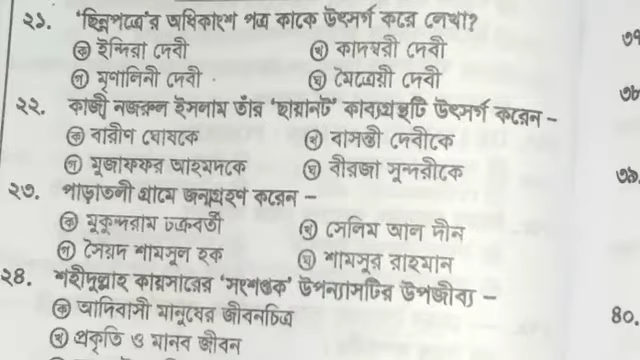 ২১. 'ছিন্নপত্রে'র অধিকাংশ পত্র কাকে উৎসর্গ করে লেখা?
ক ইন্দিরা দেবী খ কাদম্বরী দেবী
গ মৃণালিনী দেবী ঘ মৈত্রেয়ী দেবী
২২. কাজী নজরুল ইসলাম তাঁর 'ছায়ানট' কাব্যগ্রন্থটি উৎসর্গ করেন –
ক বারীণ ঘোষকে খ বাসন্তী দেবীকে
গ মুজাফফর আহমদকে ঘ বীরজা সুন্দরীকে
২৩. পাড়াতলী গ্রামে জন্মগ্রহণ করেন –
ক মুকুন্দরাম চক্রবর্তী খ সেলিম আল দীন
গ সৈয়দ শামসুল হক ঘ শামসুর রাহমান
২৪. শহীদুল্লাহ কায়সারের 'সংশপ্তক' উপন্যাসটির উপজীব্য –
ক আদিবাসী মানুষের জীবনচিত্র
খ প্রকৃতি ও মানব জীবন
৩৭
৩৮
৩৯.
৪০.